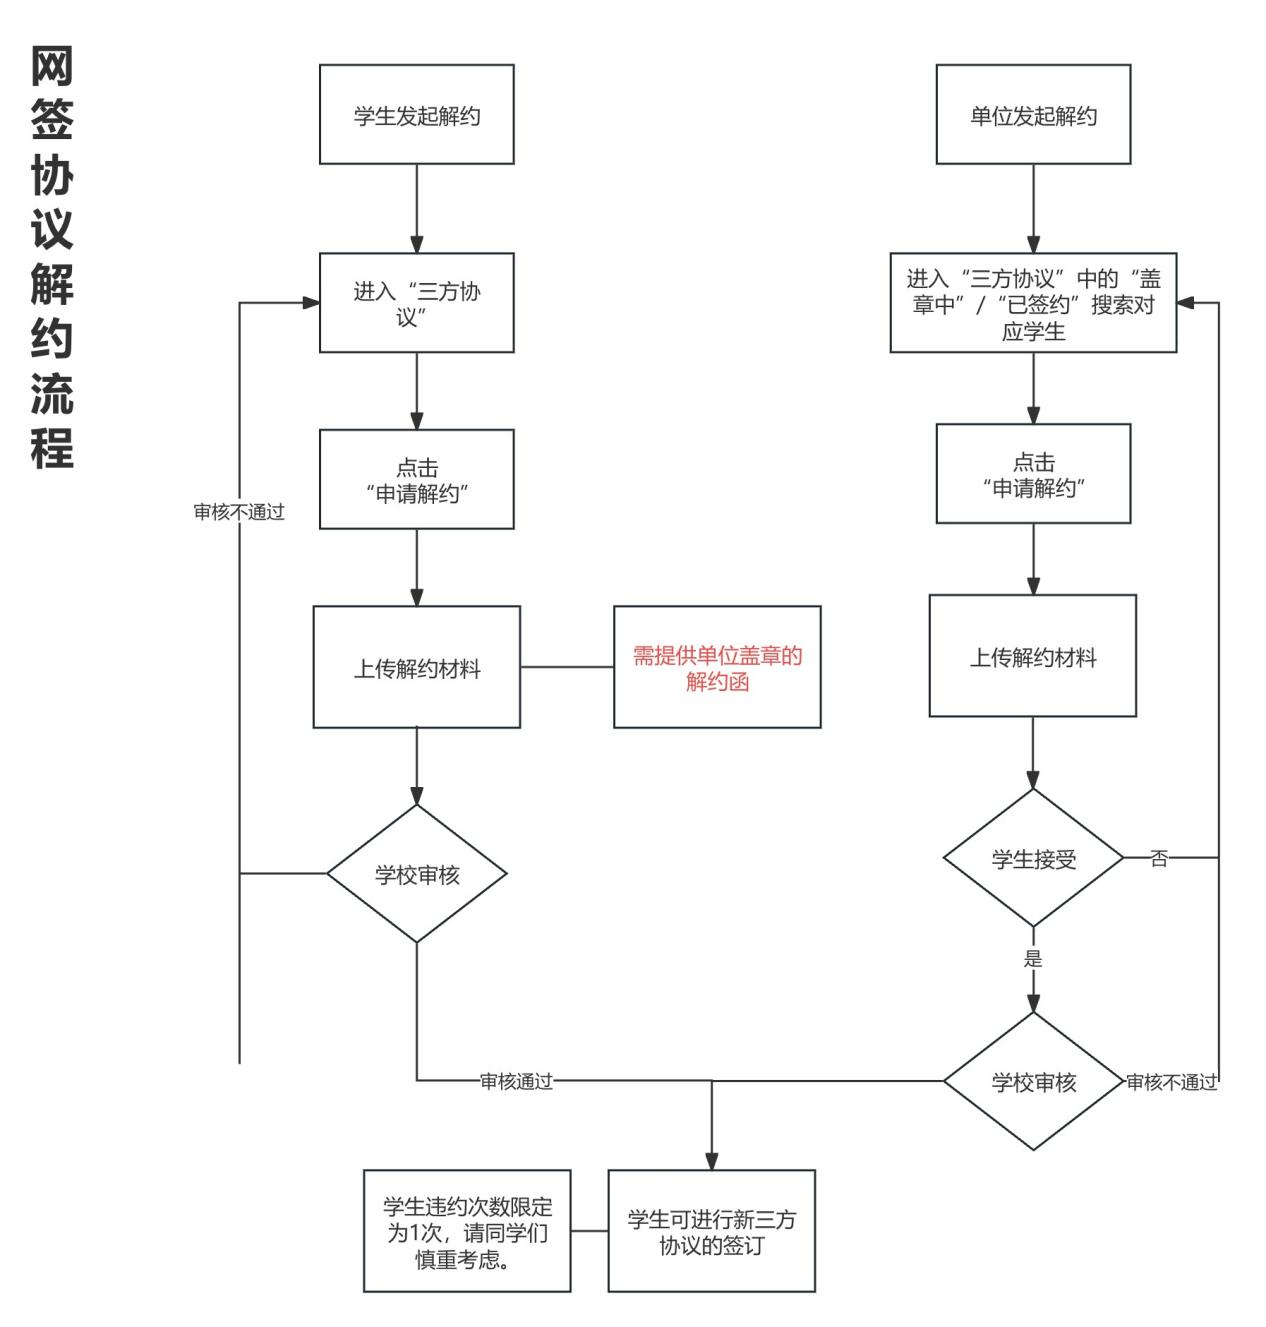 网签协议解约流程
学生发起解约
单位发起解约
进入“三方协
议”
进入“三方协议”中的“盖
章中”/“已签约”搜索对
应学生
点击
“申请解约”
点击
“申请解约”
审核不通过
上传解约材料
需提供单位盖章的
解约函
上传解约材料
学校审核
学生接受
否
是
审核通过
学校审核
审核不通过
学生违约次数限定
为1次，请同学们
慎重考虑。
学生可进行新三方
协议的签订